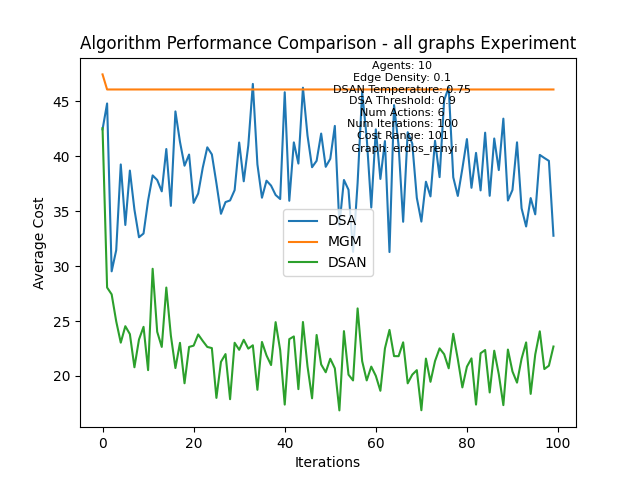 Algorithm Performance Comparison - all graphs Experiment
Agents: 10
Edge Density: 0.1
DSAN Temperature: 0.75
DSA Threshold: 0.9
Num Actions: 6
Num Iterations: 100
Cost Range: 101
Graph: erdos_renyi
45
40
35
30
25
20
Average Cost
DSA
MGM
DSAN
0
20
40
60
80
100
Iterations